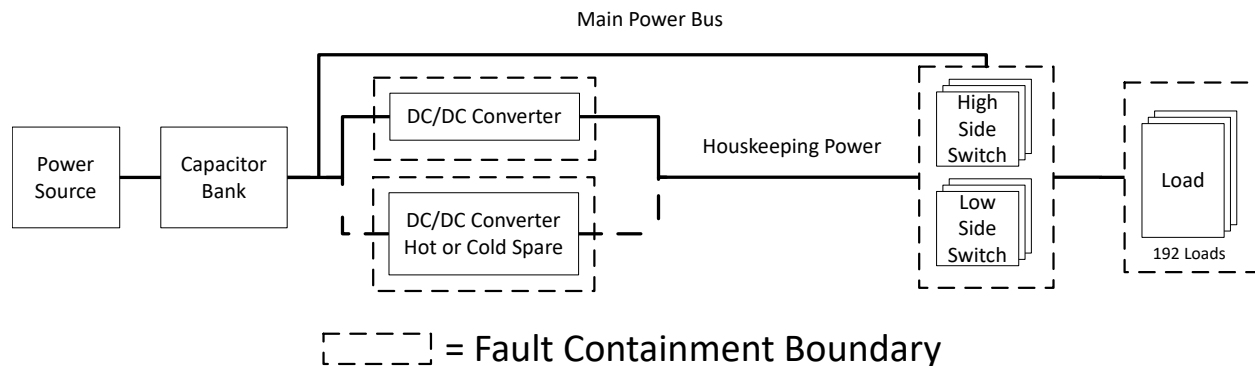 Main Power Bus
Power
Source
Capacitor
Bank
DC/DC Converter
DC/DC Converter
Hot or Cold Spare
Houskeeping Power
High
Side
Switch
Low
Side
Switch
Load
192 Loads
= Fault Containment Boundary